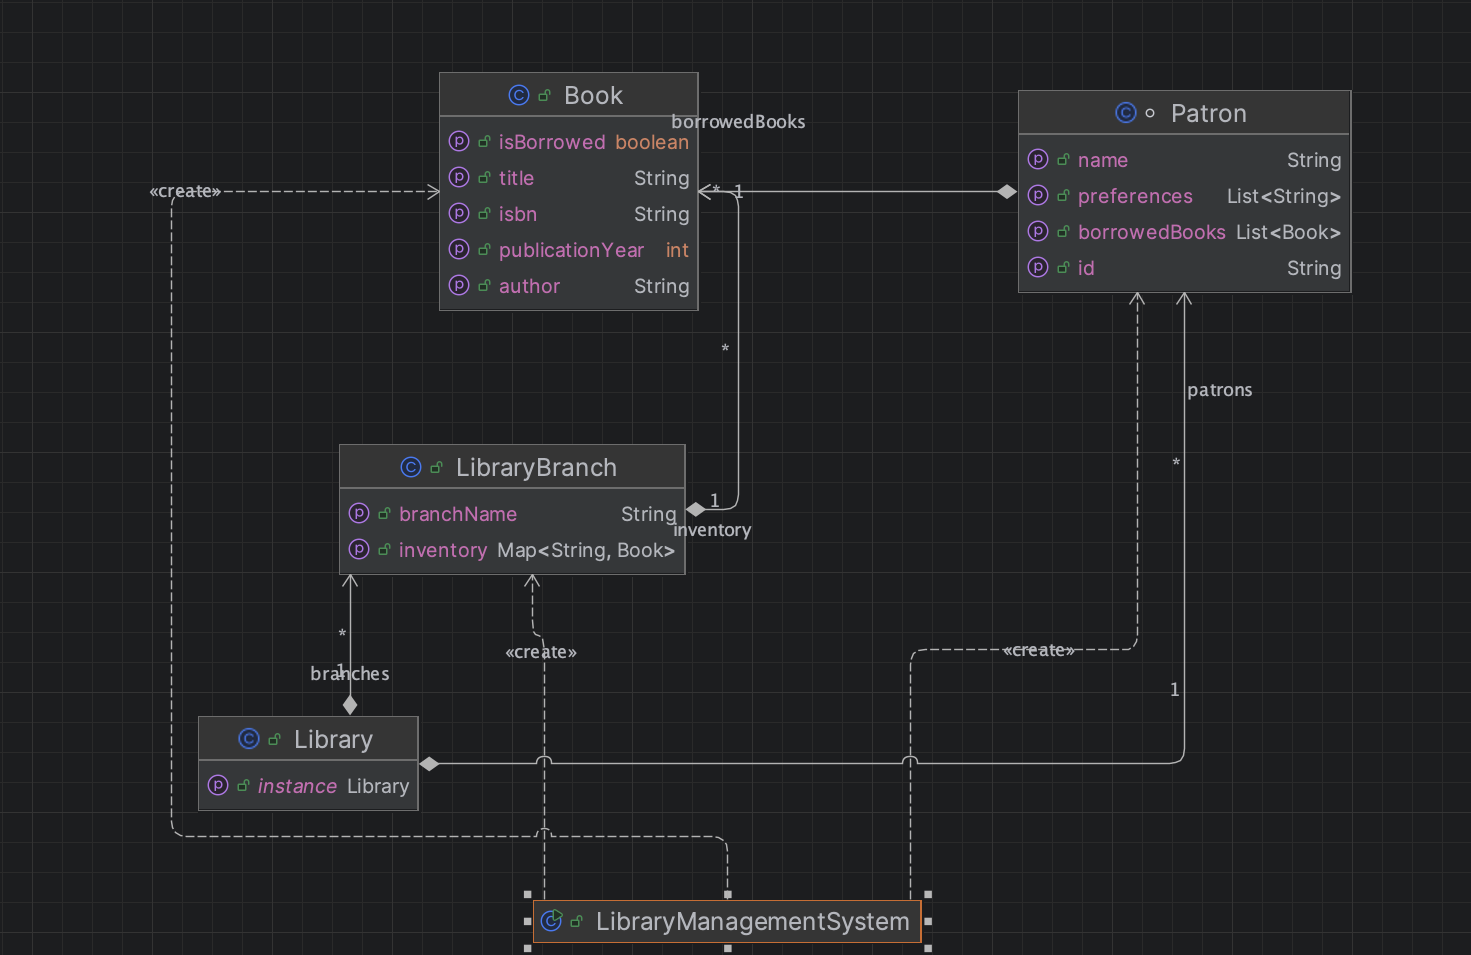 Book
isBorrowed boolean
title String
isbn String
publicationYear int
author String
borrowedBooks
* 1
Patron
name String
preferences List<String>
borrowedBooks List<Book>
id String
«create»
*
patrons
*
LibraryBranch
branchName String
inventory Map<String, Book>
1
inventory
*
1
branches
«create»
«create»
1
Library
instance Library
LibraryManagementSystem